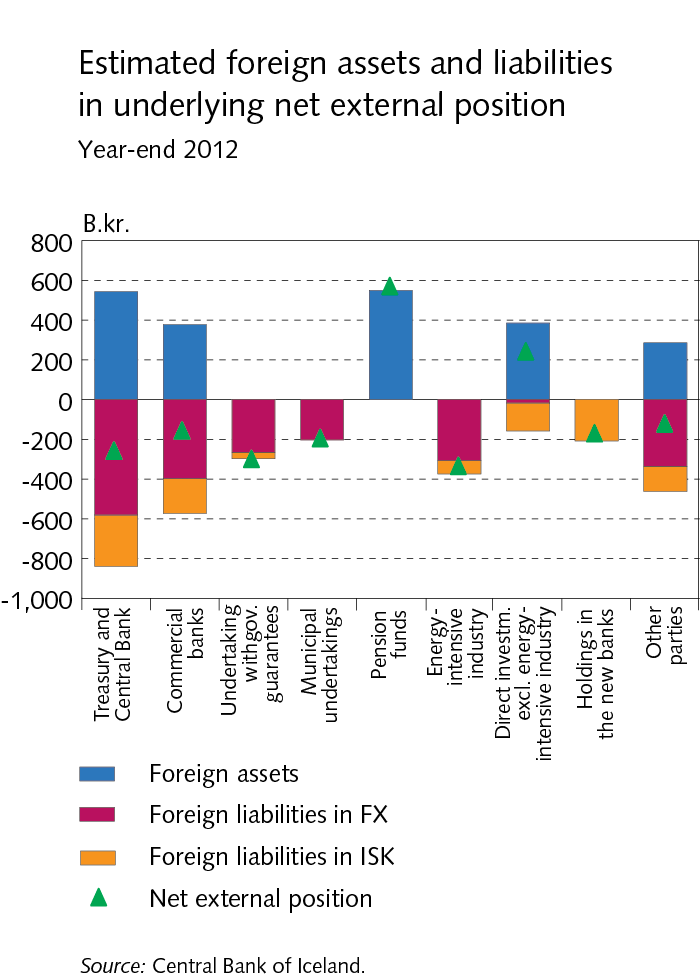 Estimated foreign assets and liabilities
in underlying net external position
Year-end 2012
B.kr.
800
600
400
200
0
-200
-400
-600
-800
-1,000
Treasury and
Central Bank
Commercial
banks
Undertaking
withgov.
guarantees
Municipal
undertakings
Pension
funds
Energy-
intensive
industry
Direct investm.
excl. energy-
intensive industry
Holdings in
the new banks
Other
parties
Foreign assets
Foreign liabilities in FX
Foreign liabilities in ISK
Net external position
Source: Central Bank of Iceland.